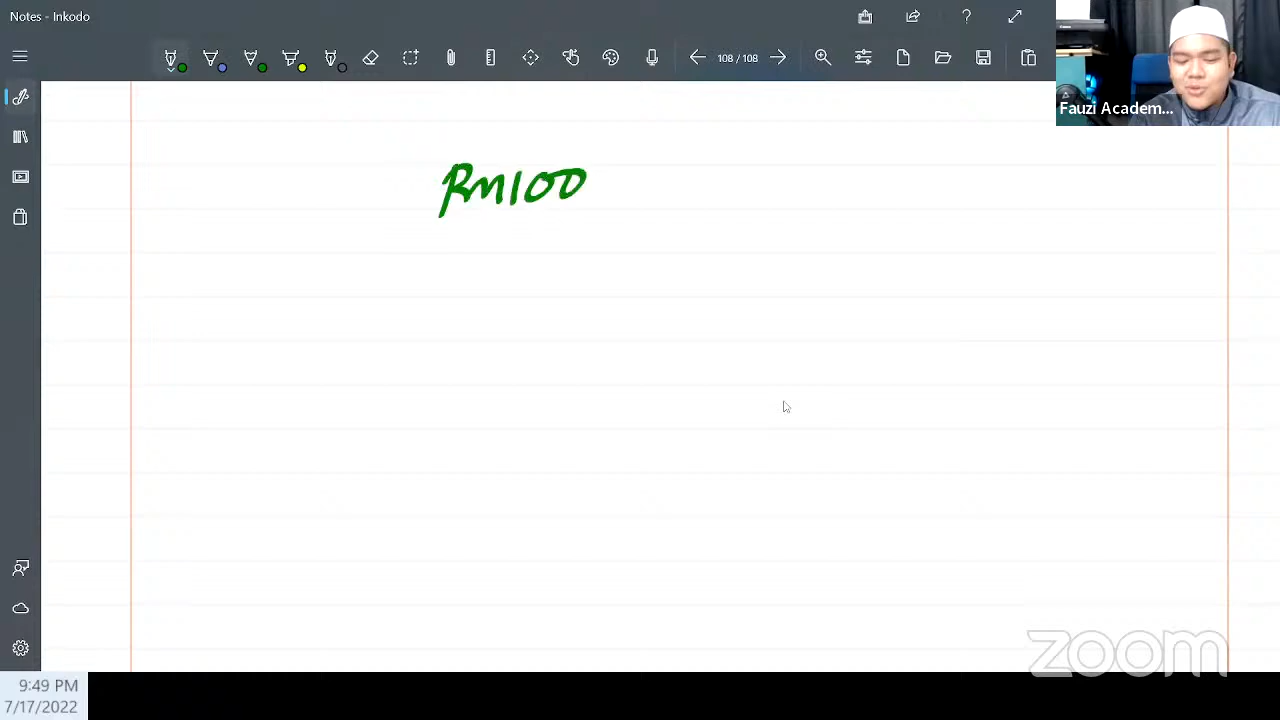 Notes - Inkodo
108 / 108
Fauzi Academ...
RM100
zoom
9:49 PM
7/17/2022